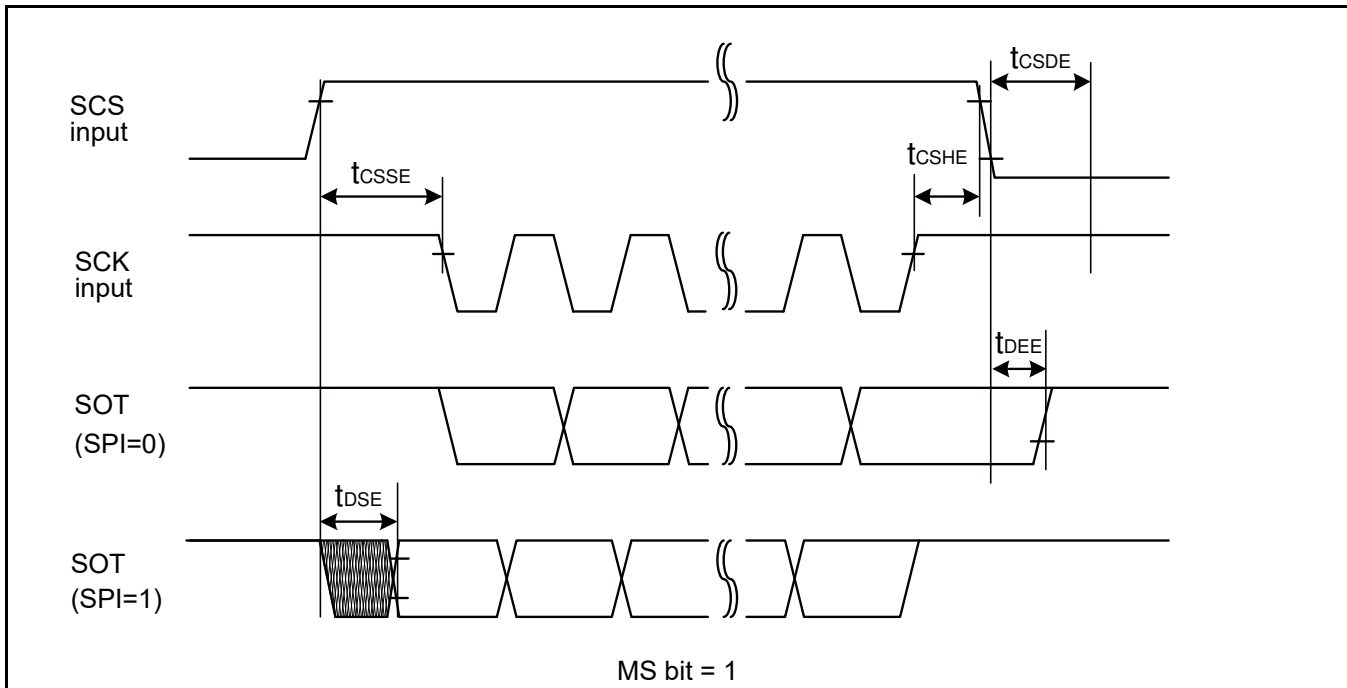 SCS
input
tCSDE
tCSHE
tCSSE
SCK
input
tDEE
SOT
(SPI=0)
tDSE
SOT
(SPI=1)
MS bit = 1